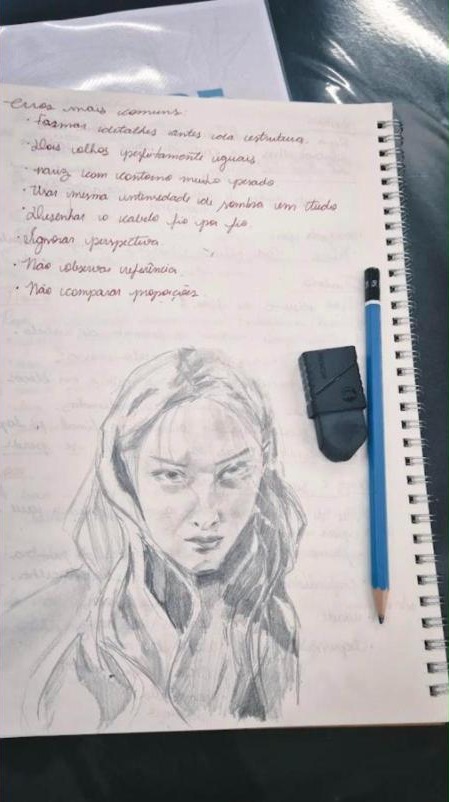 - Erros mais comuns:
· Fazmar detalhes antes da estrutura.
· Dois olhos perfeitamente iguais
· nariz com contorno muito pesado
· Usar mesma intensidade de sombra em tudo
· Desenhar o cabelo fio por fio.
· Ignorar perspectiva.
· Não observar referência.
· Não comparar proporções.